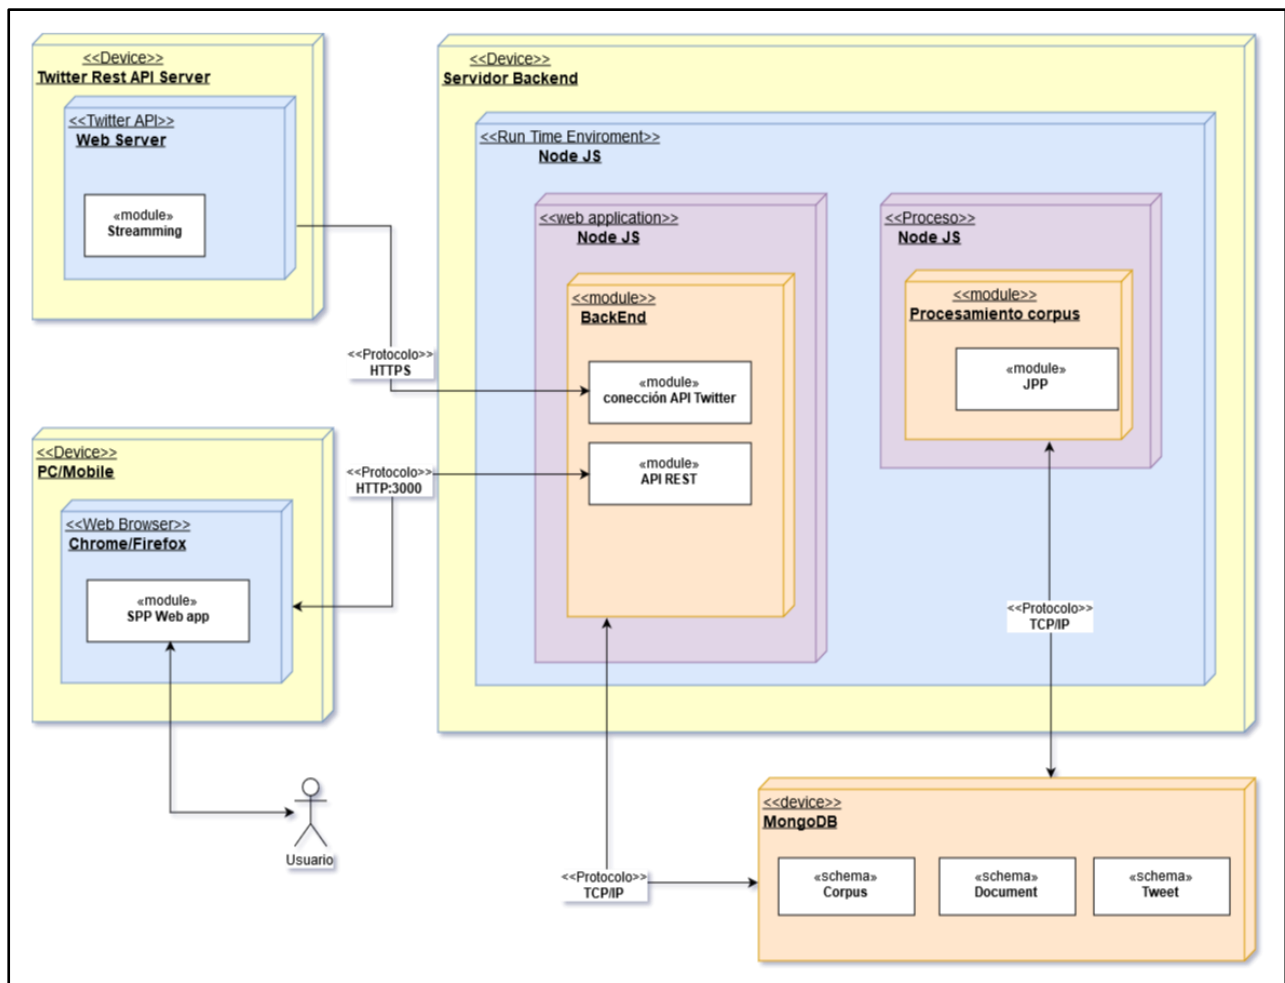 <<Device>>
Twitter Rest API Server
<<Twitter API>>
Web Server
«module»
Streamming
<<Device>>
Servidor Backend
<<Run Time Enviroment>>
Node JS
<<web application>>
Node JS
<<module>>
BackEnd
«module»
conección API Twitter
«module»
API REST
<<Proceso>>
Node JS
<<module>>
Procesamiento corpus
«module»
JPP
<<Protocolo>>
HTTPS
<<Protocolo>>
HTTP:3000
<<Device>>
PC/Mobile
<<Web Browser>>
Chrome/Firefox
«module»
SPP Web app
Usuario
<<Protocolo>>
TCP/IP
<<Protocolo>>
TCP/IP
<<device>>
MongoDB
«schema»
Corpus
«schema»
Document
«schema»
Tweet